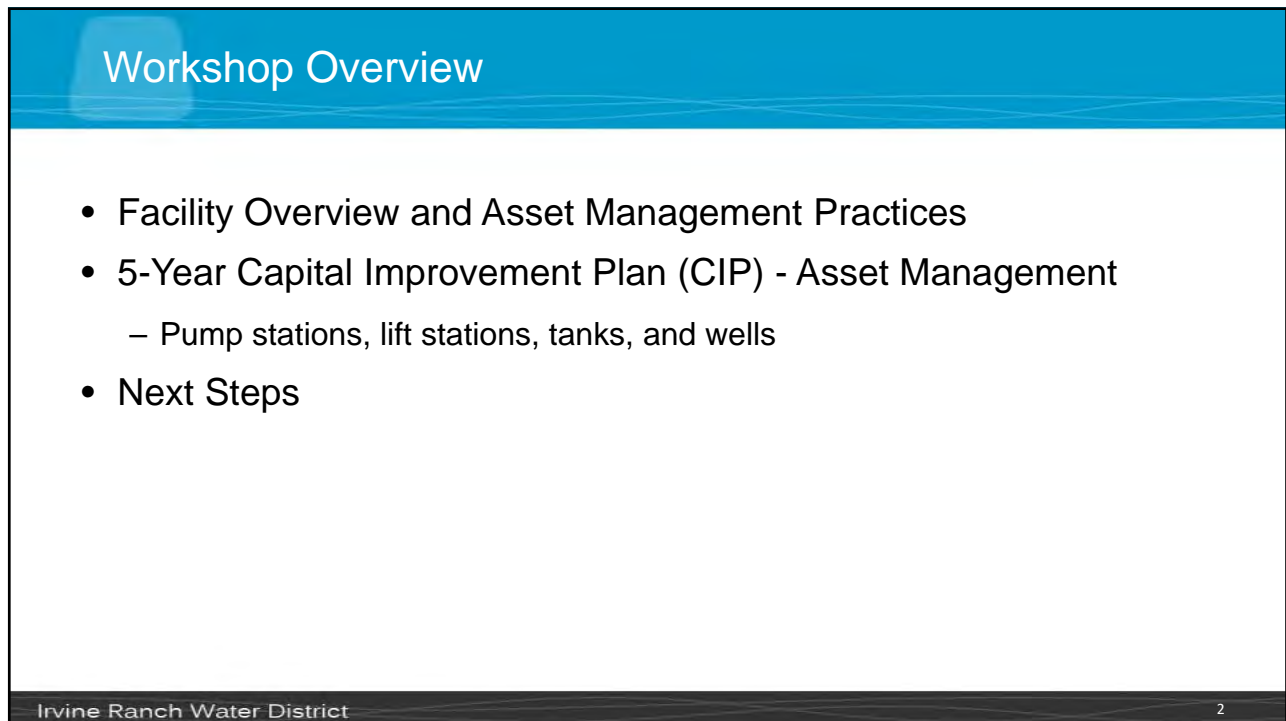 Workshop Overview
• Facility Overview and Asset Management Practices
• 5-Year Capital Improvement Plan (CIP) - Asset Management
– Pump stations, lift stations, tanks, and wells
• Next Steps
Irvine Ranch Water District
2